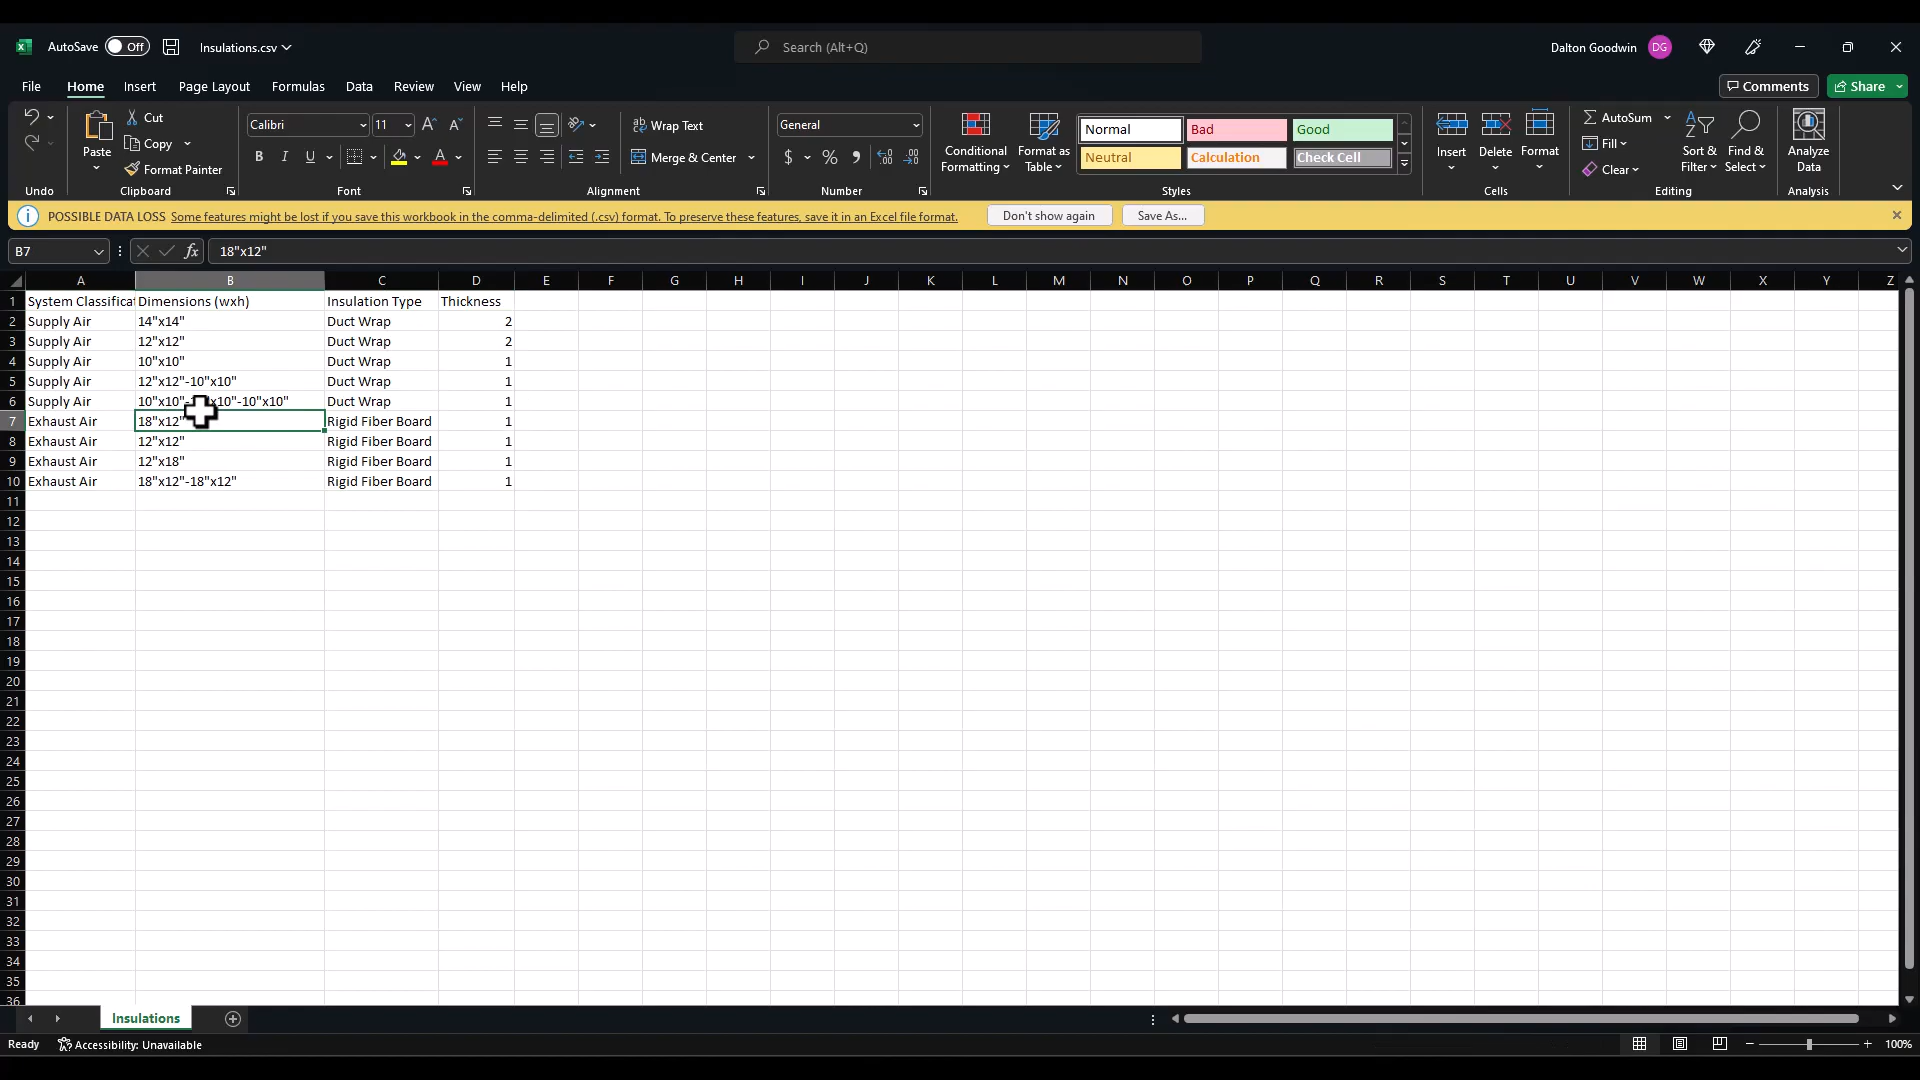 AutoSave Off Insulations.csv Search (Alt+Q) Dalton Goodwin DG
File Home Insert Page Layout Formulas Data Review View Help Comments Share
Paste Cut Copy Format Painter
Calibri 11 B I U A A A
Wrap Text Merge & Center
General $ % 9
Conditional Formatting Format as Table
Normal Bad Good
Neutral Calculation Check Cell
Insert Delete Format
AutoSum Fill Clear
Sort & Filter Find & Select Analyze Data
Undo Clipboard Font Alignment Number Styles Cells Editing Analysis
POSSIBLE DATA LOSS Some features might be lost if you save this workbook in the comma-delimited (.csv) format. To preserve these features, save it in an Excel file format. Don't show again Save As...
B7 fx 18"x12"
A B C D E F G H I J K L M N O P Q R S T U V W X Y Z
1 System Classificat Dimensions (wxh) Insulation Type Thickness
2 Supply Air 14"x14" Duct Wrap 2
3 Supply Air 12"x12" Duct Wrap 2
4 Supply Air 10"x10" Duct Wrap 1
5 Supply Air 12"x12"-10"x10" Duct Wrap 1
6 Supply Air 10"x10"- x10"-10"x10" Duct Wrap 1
7 Exhaust Air 18"x12" Rigid Fiber Board 1
8 Exhaust Air 12"x12" Rigid Fiber Board 1
9 Exhaust Air 12"x18" Rigid Fiber Board 1
10 Exhaust Air 18"x12"-18"x12" Rigid Fiber Board 1
11
12
13
14
15
16
17
18
19
20
21
22
23
24
25
26
27
28
29
30
31
32
33
34
35
36
Insulations
Ready Accessibility: Unavailable 100%